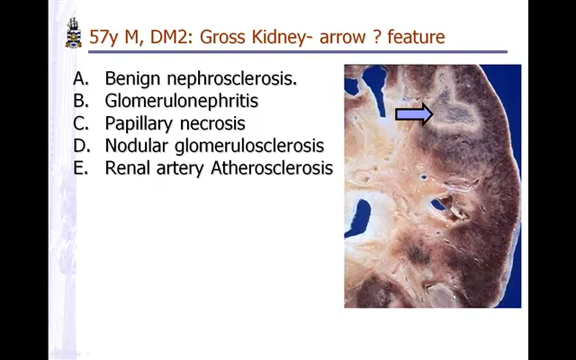 57y M, DM2: Gross Kidney- arrow ? feature
A. Benign nephrosclerosis.
B. Glomerulonephritis
C. Papillary necrosis
D. Nodular glomerulosclerosis
E. Renal artery Atherosclerosis